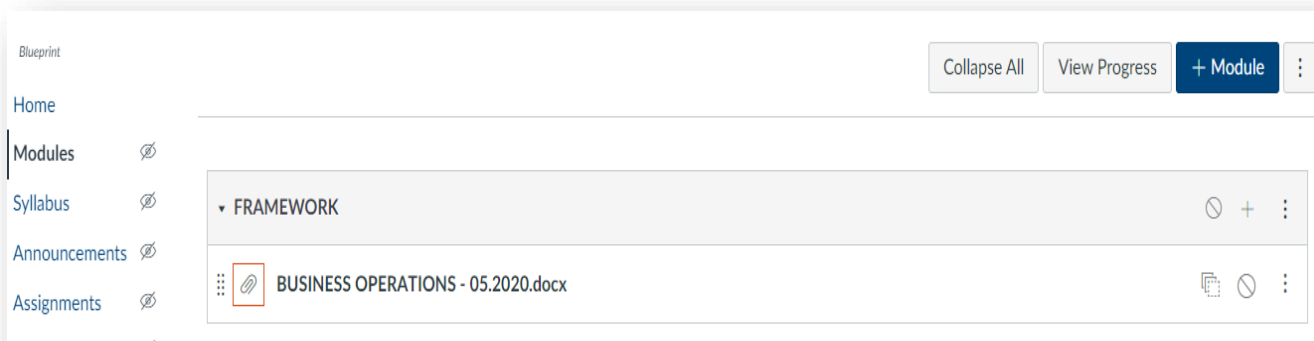 Blueprint
Collapse All
View Progress
+ Module
Home
Modules
Syllabus
Announcements
Assignments
FRAMEWORK
BUSINESS OPERATIONS - 05.2020.docx